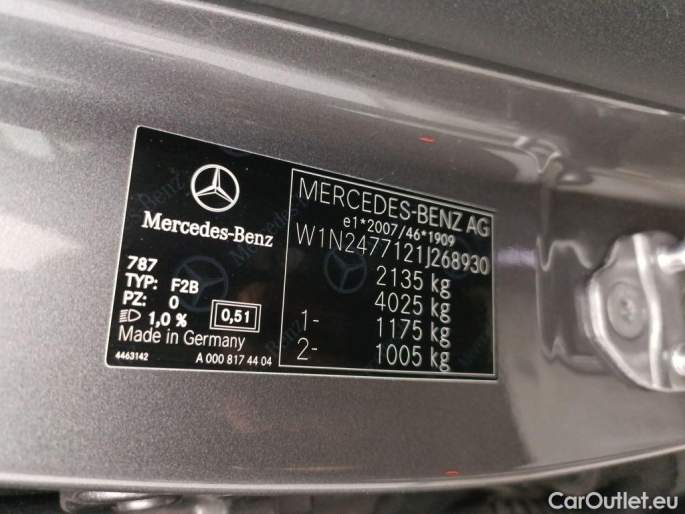 Mercedes-Benz
787
TYP: F2B
PZ: 0
1,0 % 0,51
Made in Germany
4463142 A 000 817 44 04
MERCEDES-BENZ AG
e1*2007/46*1909
W1N2477121J268930
2135 kg
4025 kg
1- 1175 kg
2- 1005 kg
CarOutlet.eu